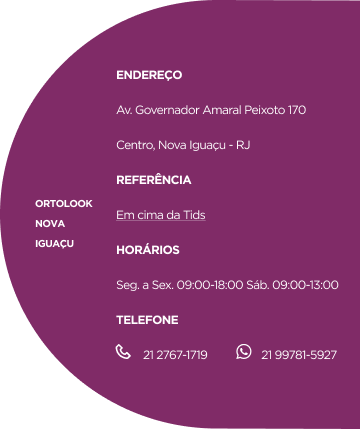 ORTOLOOK
NOVA
IGUAÇU
ENDEREÇO
Av. Governador Amaral Peixoto 170
Centro, Nova Iguaçu - RJ
REFERÊNCIA
Em cima da Tids
HORÁRIOS
Seg. a Sex. 09:00-18:00 Sáb. 09:00-13:00
TELEFONE
21 2767-1719 21 99781-5927